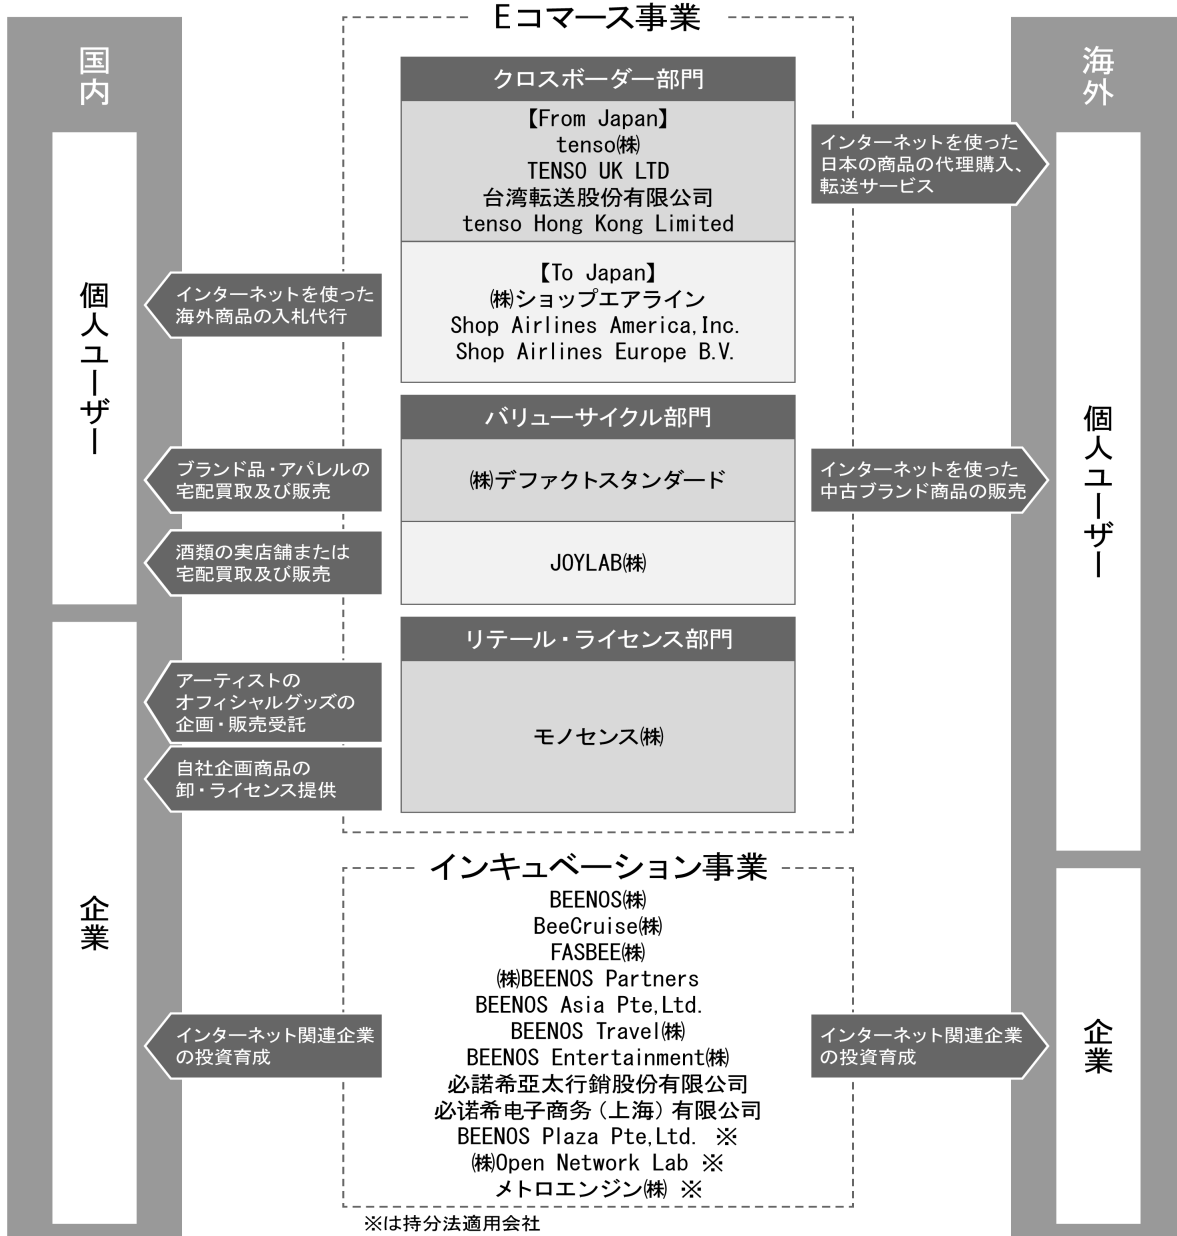 Eコマース事業
国内
海外
個人ユーザー
企業
個人ユーザー
企業
クロスボーダー部門
【From Japan】
tenso㈱
TENSO UK LTD
台湾転送股份有限公司
tenso Hong Kong Limited
インターネットを使った
日本の商品の代理購入、
転送サービス
【To Japan】
㈱ショップエアライン
Shop Airlines America,Inc.
Shop Airlines Europe B.V.
インターネットを使った
海外商品の入札代行
バリューサイクル部門
㈱デファクトスタンダード
ブランド品・アパレルの
宅配買取及び販売
インターネットを使った
中古ブランド商品の販売
JOYLAB㈱
酒類の実店舗または
宅配買取及び販売
リテール・ライセンス部門
モノセンス㈱
アーティストの
オフィシャルグッズの
企画・販売受託
自社企画商品の
卸・ライセンス提供
インキュベーション事業
BEENOS㈱
BeeCruise㈱
FASBEE㈱
㈱BEENOS Partners
BEENOS Asia Pte,Ltd.
BEENOS Travel㈱
BEENOS Entertainment㈱
必諾希亞太行銷股份有限公司
必诺希电子商务（上海）有限公司
BEENOS Plaza Pte,Ltd. ※
㈱Open Network Lab ※
メトロエンジン㈱ ※
インターネット関連企業
の投資育成
インターネット関連企業
の投資育成
※は持分法適用会社